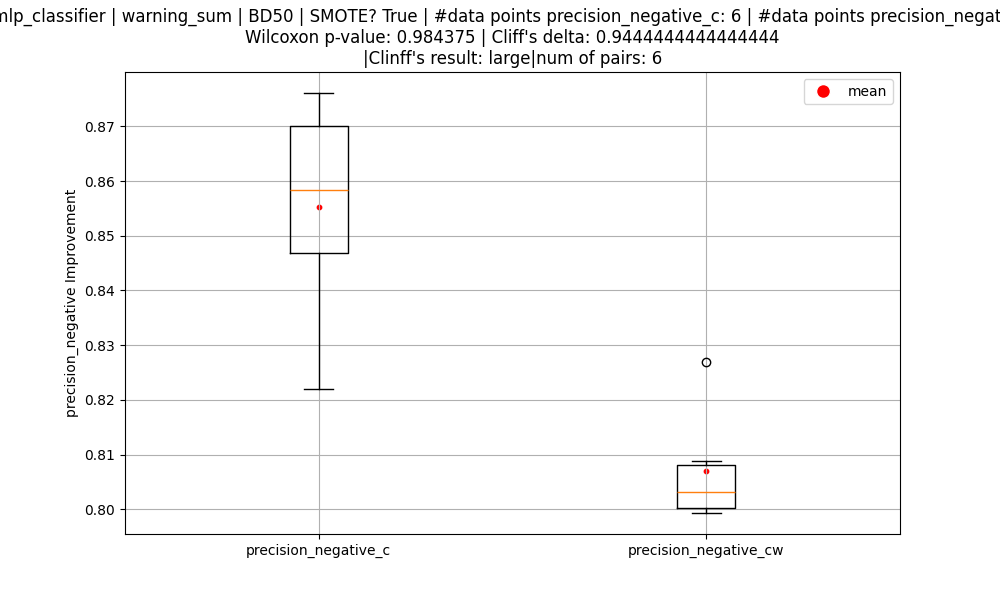 mlp_classifier | warning_sum | BD50 | SMOTE? True | #data points precision_negative_c: 6 | #data points precision_negat
Wilcoxon p-value: 0.984375 | Cliff's delta: 0.9444444444444444
|Clinff's result: large|num of pairs: 6
mean
0.87
0.86
0.85
0.84
0.83
0.82
0.81
0.80
precision_negative Improvement
precision_negative_c
precision_negative_cw